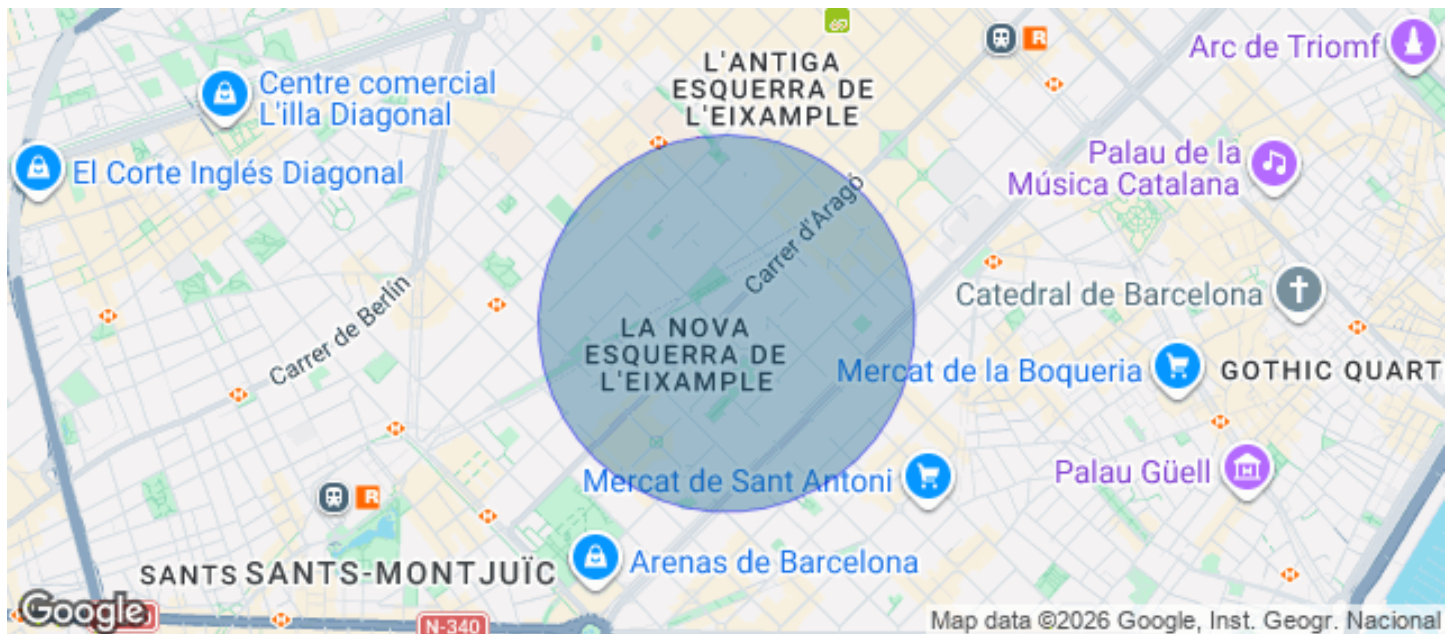 L'ANTIGA
ESQUERRA DE
L'EIXAMPLE
R
Arc de Triomf
Centre comercial
L'illa Diagonal
El Corte Inglés Diagonal
Palau de la
Música Catalana
Carrer d'Aragó
Carrer de Berlín
Catedral de Barcelona
LA NOVA
ESQUERRA DE
L'EIXAMPLE
Mercat de la Boqueria
GOTHIC QUART
Mercat de Sant Antoni
Palau Güell
R
SANTS
SANTS-MONTJUÏC
Arenas de Barcelona
Google
N-340
Map data ©2026 Google, Inst. Geogr. Nacional